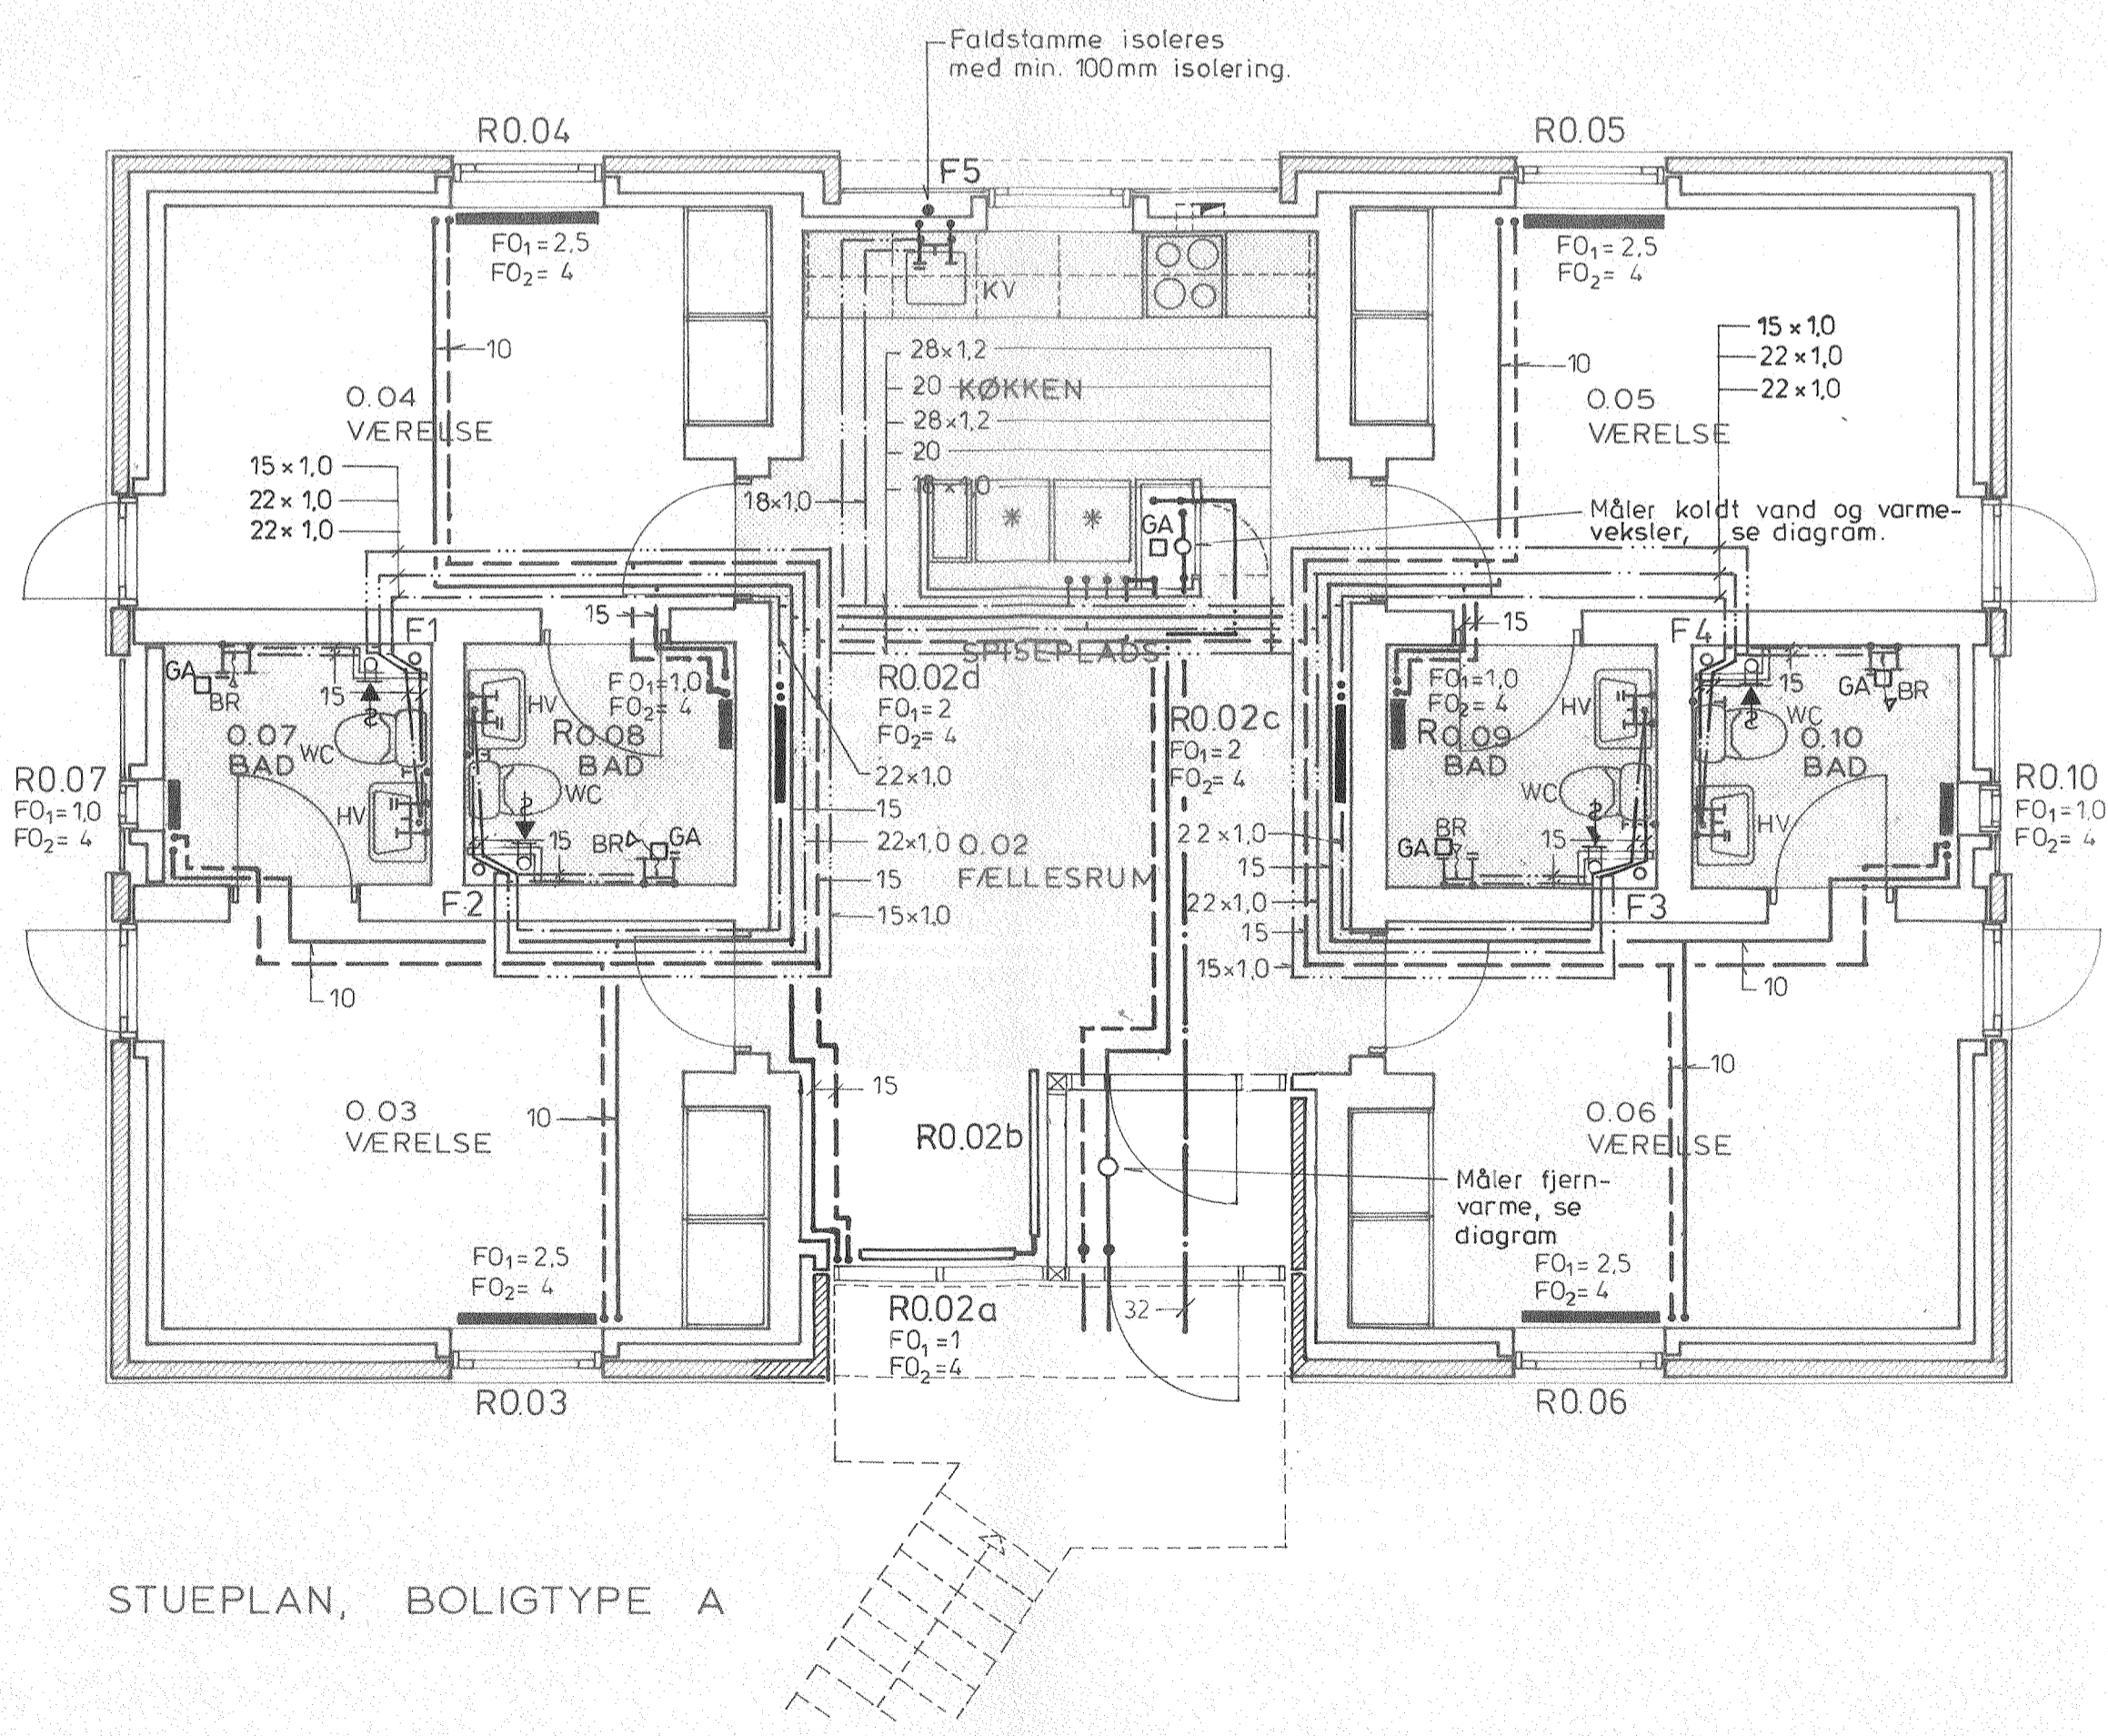 Faldstamme isoleres
med min. 100mm isolering.
R0.04
F5
R0.05
FO₁=2,5
FO₂= 4
KV
FO₁=2,5
FO₂= 4
10
28×1,2
20
KØKKEN
28×1,2
20
18×1,0
15×1,0
22×1,0
22×1,0
10
0.04
VÆRELSE
0.05
VÆRELSE
15×1,0
22×1,0
22×1,0
GA
Måler koldt vand og varme-
veksler, se diagram.
15
15
F1
F4
SPISEPLADS
GA
BR
15
HV
FO₁=1,0
FO₂= 4
R0.02d
FO₁=2
FO₂=4
R0.02c
FO₁=2
FO₂=4
FO₁=1,0
FO₂= 4
HV
15
GA
BR
0.07
BAD
WC
R0.08
BAD
R0.09
BAD
WC
0.10
BAD
R0.07
FO₁=1,0
FO₂= 4
HV
WC
22×1,0
15
22×1,0
15
15×1,0
0.02
FÆLLESRUM
22×1,0
15
22×1,0
15
15×1,0
WC
HV
R0.10
FO₁=1,0
FO₂= 4
15
BR
GA
BR
GA
15
F2
F3
10
10
15
10
0.03
VÆRELSE
10
R0.02b
0.06
VÆRELSE
Måler fjern-
varme, se
diagram
FO₁=2,5
FO₂= 4
FO₁=2,5
FO₂=4
R0.02a
FO₁=1
FO₂=4
32
R0.03
R0.06
STUEPLAN, BOLIGTYPE A